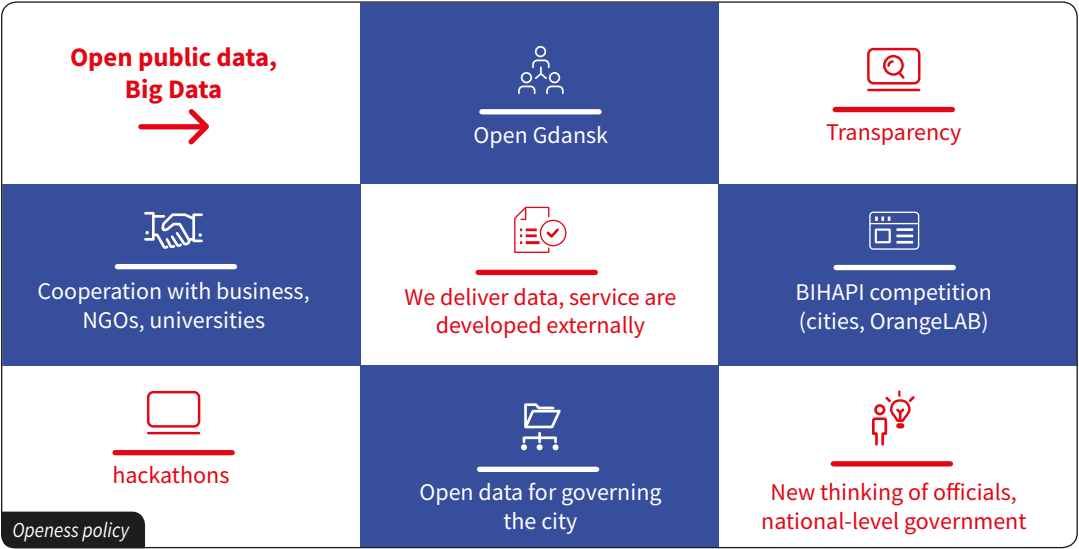 Open public data,
Big Data
Open Gdansk
Transparency
Cooperation with business,
NGOs, universities
We deliver data, service are
developed externally
BIHAPI competition
(cities, OrangeLAB)
hackathons
Open data for governing
the city
New thinking of officials,
national-level government
Openess policy